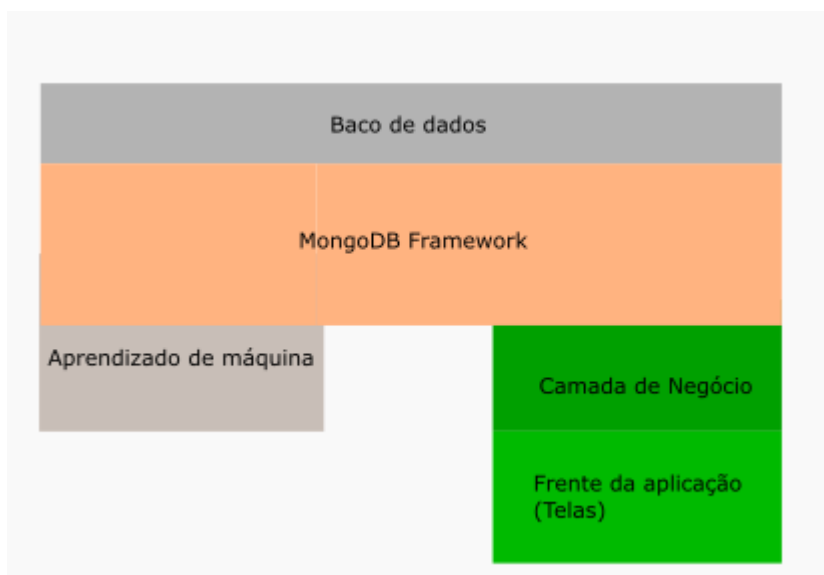 Baco de dados
MongoDB Framework
Aprendizado de máquina
Camada de Negócio
Frente da aplicação
(Telas)